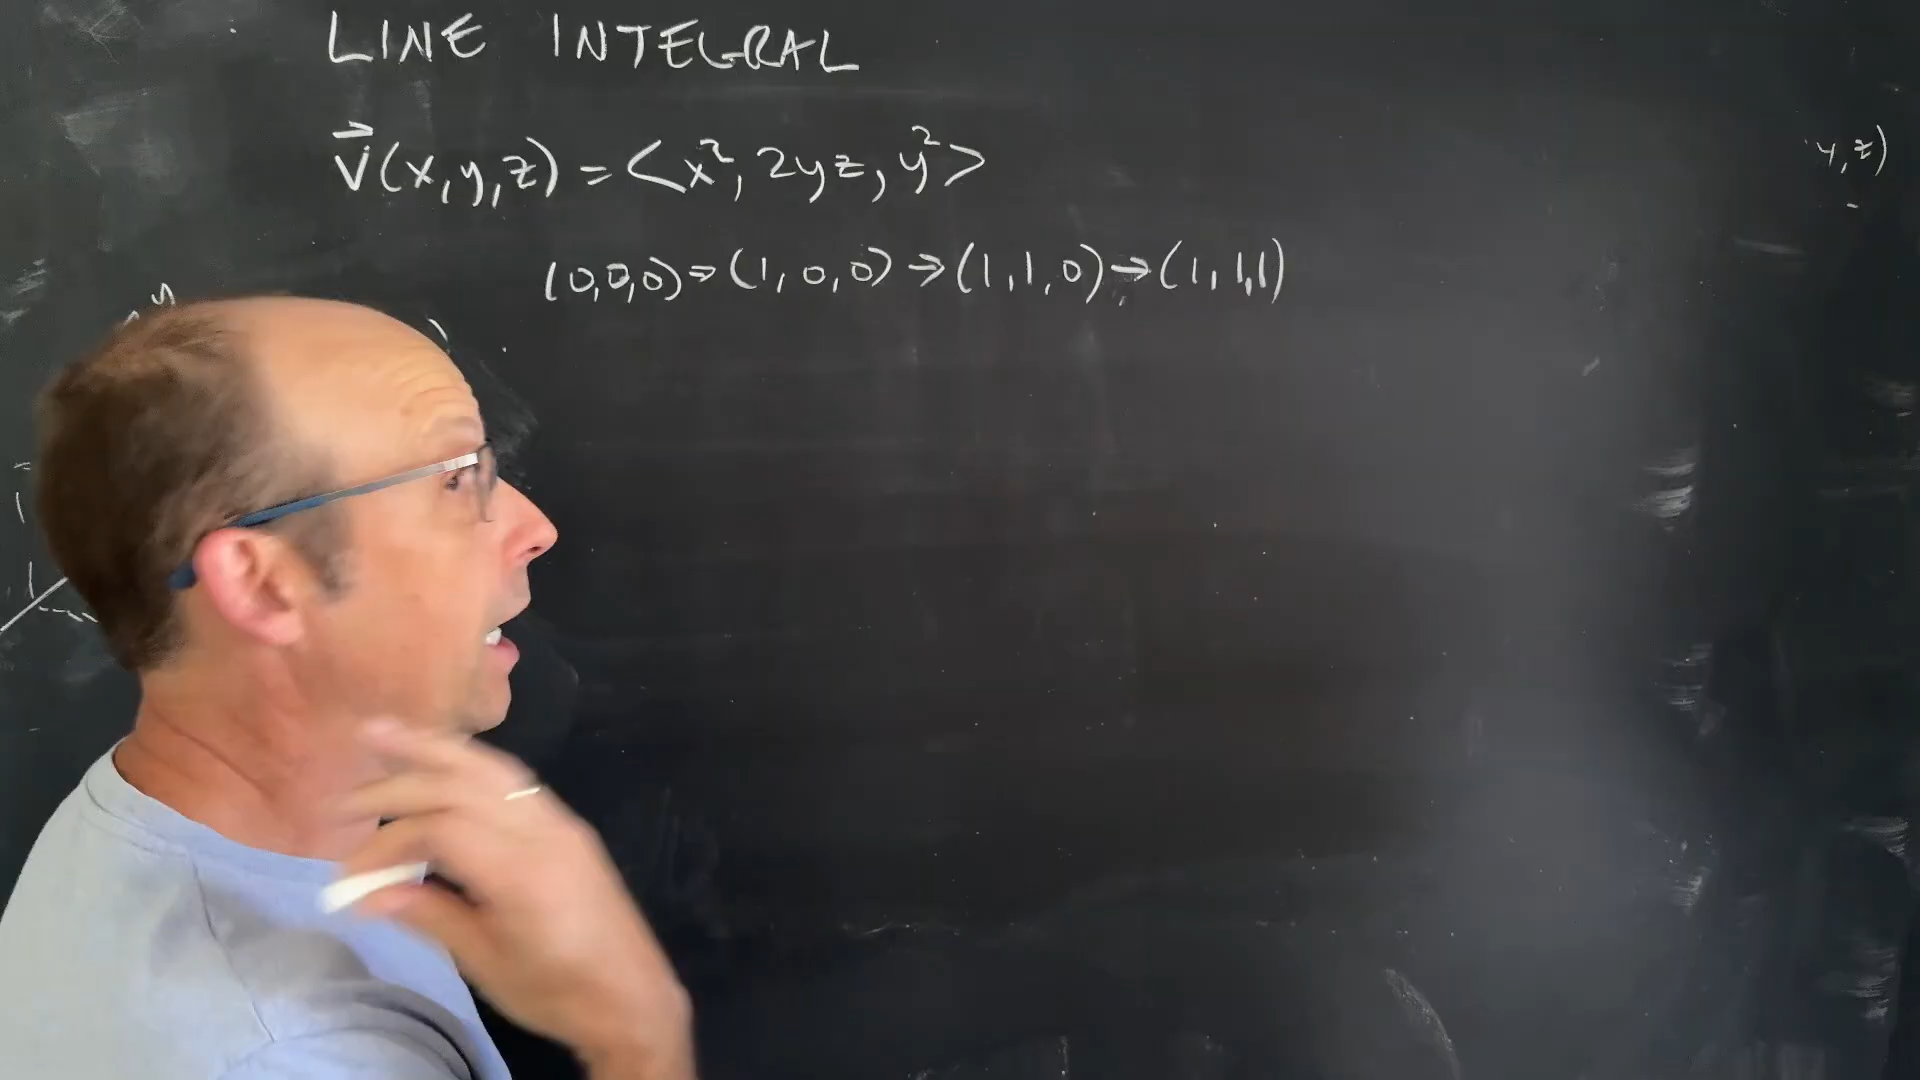 LINE INTEGRAL
v⃗(x,y,z) = <x², 2yz, y²>
y, z)
(0,0,0) → (1,0,0) → (1,1,0) → (1,1,1)